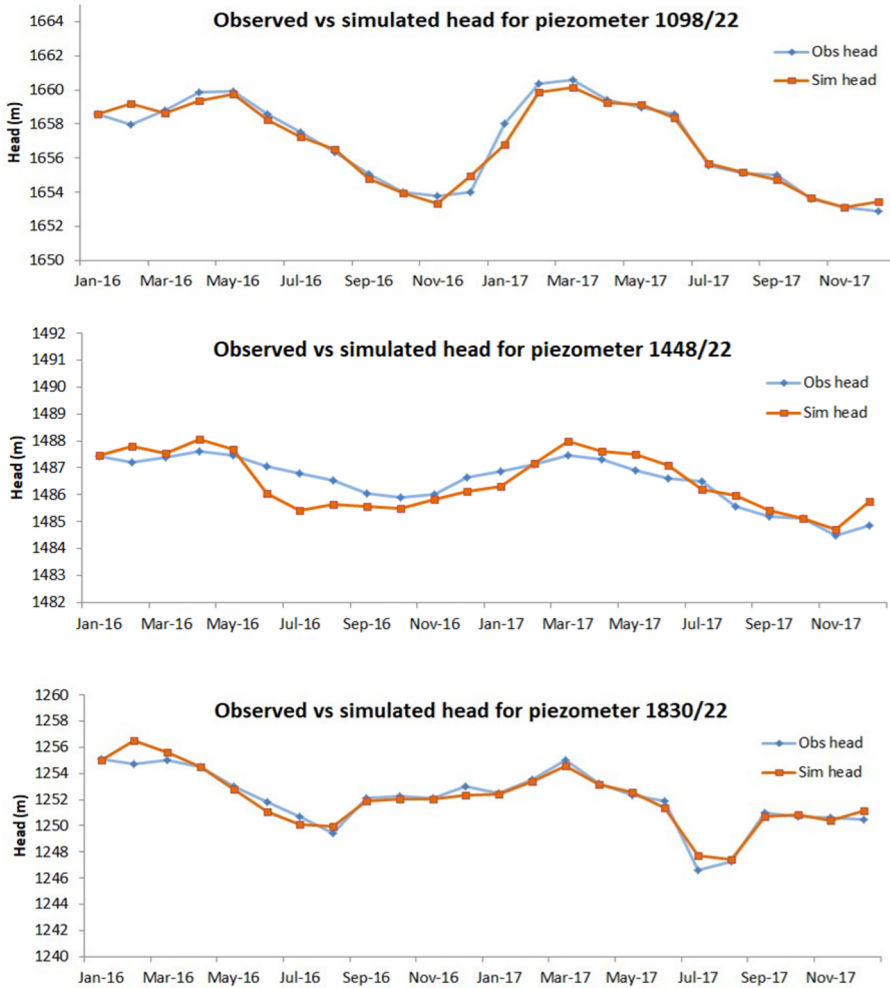 Observed vs simulated head for piezometer 1098/22
1664
1662
1660
1658
1656
1654
1652
1650
Head (m)
Obs head
Sim head
Jan-16 Mar-16 May-16 Jul-16 Sep-16 Nov-16 Jan-17 Mar-17 May-17 Jul-17 Sep-17 Nov-17
Observed vs simulated head for piezometer 1448/22
1492
1491
1490
1489
1488
1487
1486
1485
1484
1483
1482
Head (m)
Obs head
Sim head
Jan-16 Mar-16 May-16 Jul-16 Sep-16 Nov-16 Jan-17 Mar-17 May-17 Jul-17 Sep-17 Nov-17
Observed vs simulated head for piezometer 1830/22
1260
1258
1256
1254
1252
1250
1248
1246
1244
1242
1240
Head (m)
Obs head
Sim head
Jan-16 Mar-16 May-16 Jul-16 Sep-16 Nov-16 Jan-17 Mar-17 May-17 Jul-17 Sep-17 Nov-17